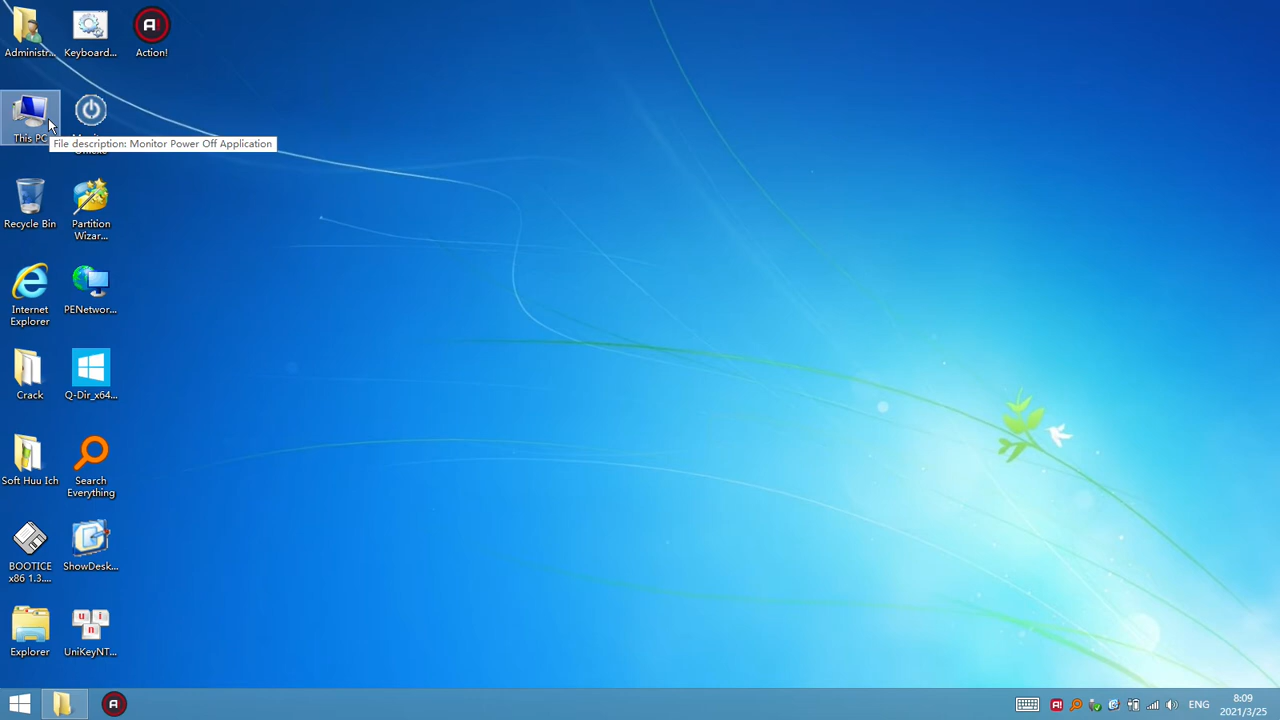 Administr...
Keyboard...
Action!
This PC
File description: Monitor Power Off Application
Recycle Bin
Partition
Wizar...
Internet
Explorer
PENetwor...
Crack
Q-Dir_x64...
Soft Huu Ich
Search
Everything
BOOTICE
x86 1.3....
ShowDesk...
Explorer
UniKeyNT...
ENG
8:09
2021/3/25